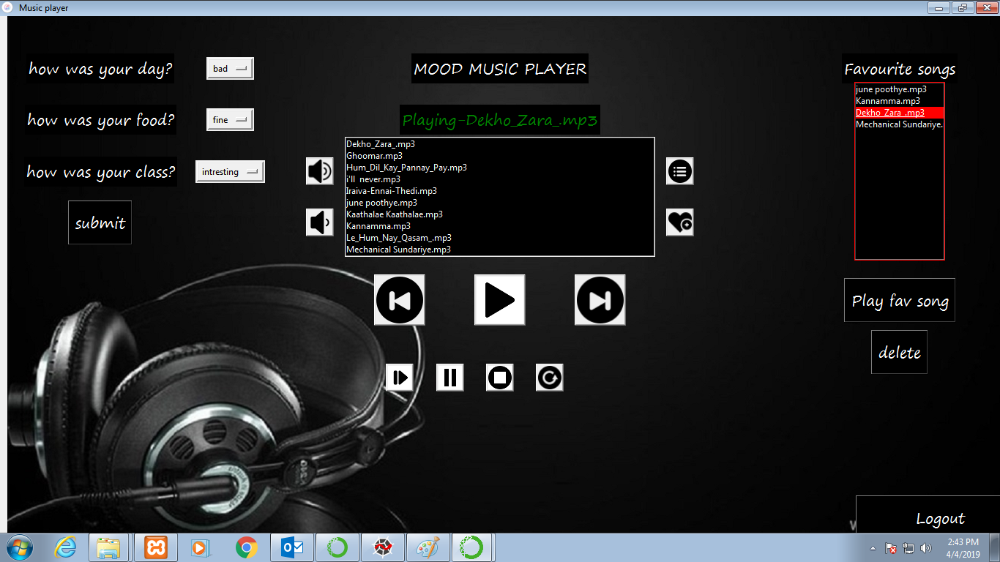 Music player
how was your day?
bad
how was your food?
fine
how was your class?
intresting
submit
MOOD MUSIC PLAYER
Playing-Dekho_Zara_.mp3
Dekho_Zara_.mp3
Ghoomar.mp3
Hum_Dil_Kay_Pannay_Pay.mp3
i'll  never.mp3
Iraiva-Ennai-Thedi.mp3
june poothye.mp3
Kaathalae Kaathalae.mp3
Kannamma.mp3
Le_Hum_Nay_Qasam_.mp3
Mechanical Sundariye.mp3
Favourite songs
june poothye.mp3
Kannamma.mp3
Dekho_Zara_.mp3
Mechanical Sundariye.
Play fav song
delete
Logout
2:43 PM
4/4/2019